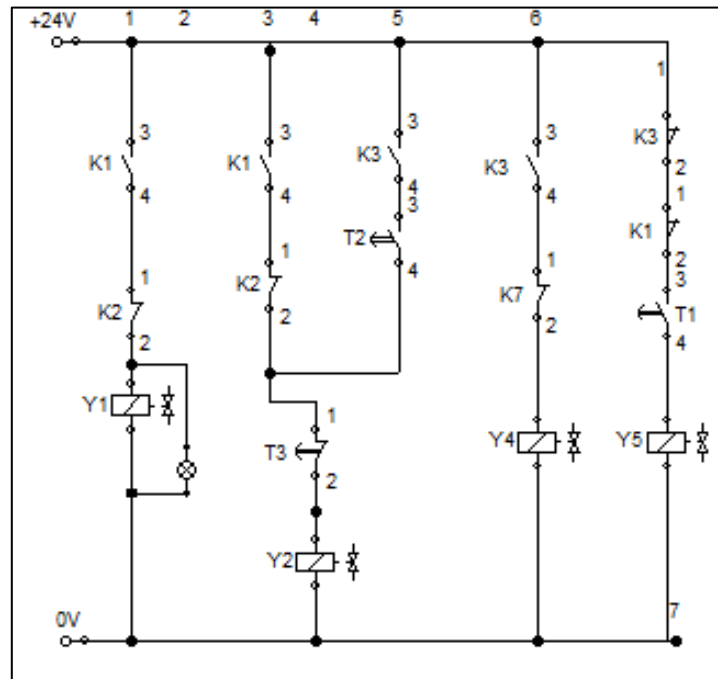 +24V 1 2 3 4 5 6
1
3 3 3 3
K1 K1 K3 K3 K3
4 4 4 4 2
3 1
T2 K1
1 1 4 1 2
K2 K2 K7 3
2 2 2 T1
4
Y1
1
T3
2
Y4 Y5
Y2
0V 7